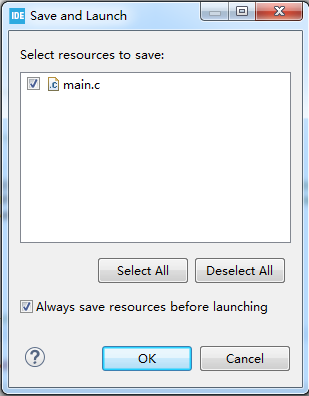 IDE Save and Launch
Select resources to save:
.c main.c
Select All Deselect All
Always save resources before launching
? OK Cancel